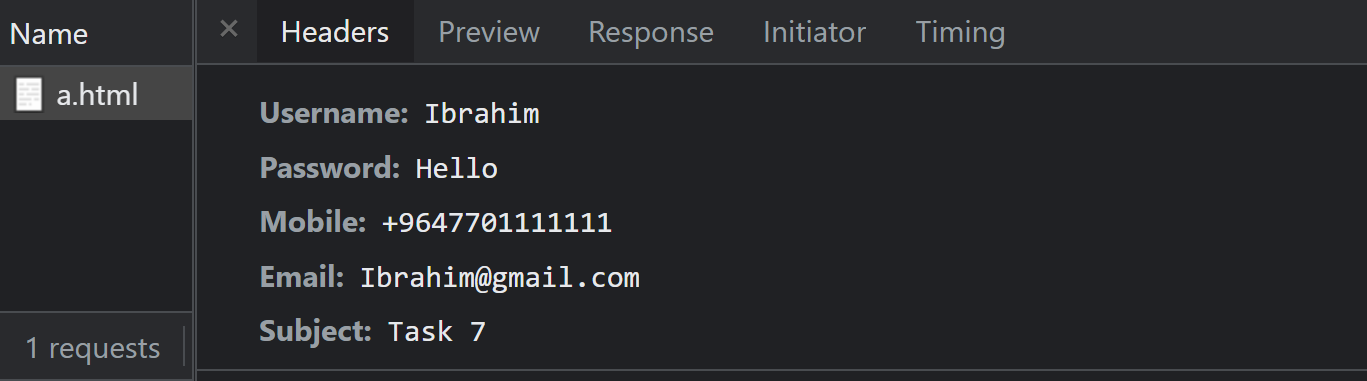 Name
Headers Preview Response Initiator Timing
a.html
Username: Ibrahim
Password: Hello
Mobile: +9647701111111
Email: Ibrahim@gmail.com
Subject: Task 7
1 requests